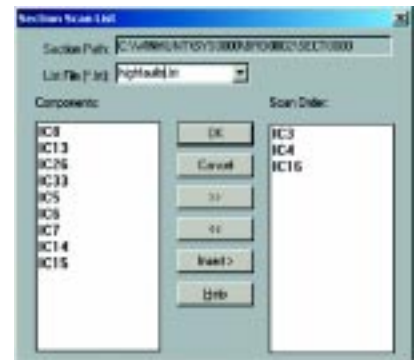 Section Scan List
Section Path:
List File (*.lst):
Components:
Scan Order:
IC8
IC13
IC26
IC33
IC5
IC6
IC7
IC14
IC15
OK
Cancel
>>
<<
Insert >
Help
IC3
IC4
IC16